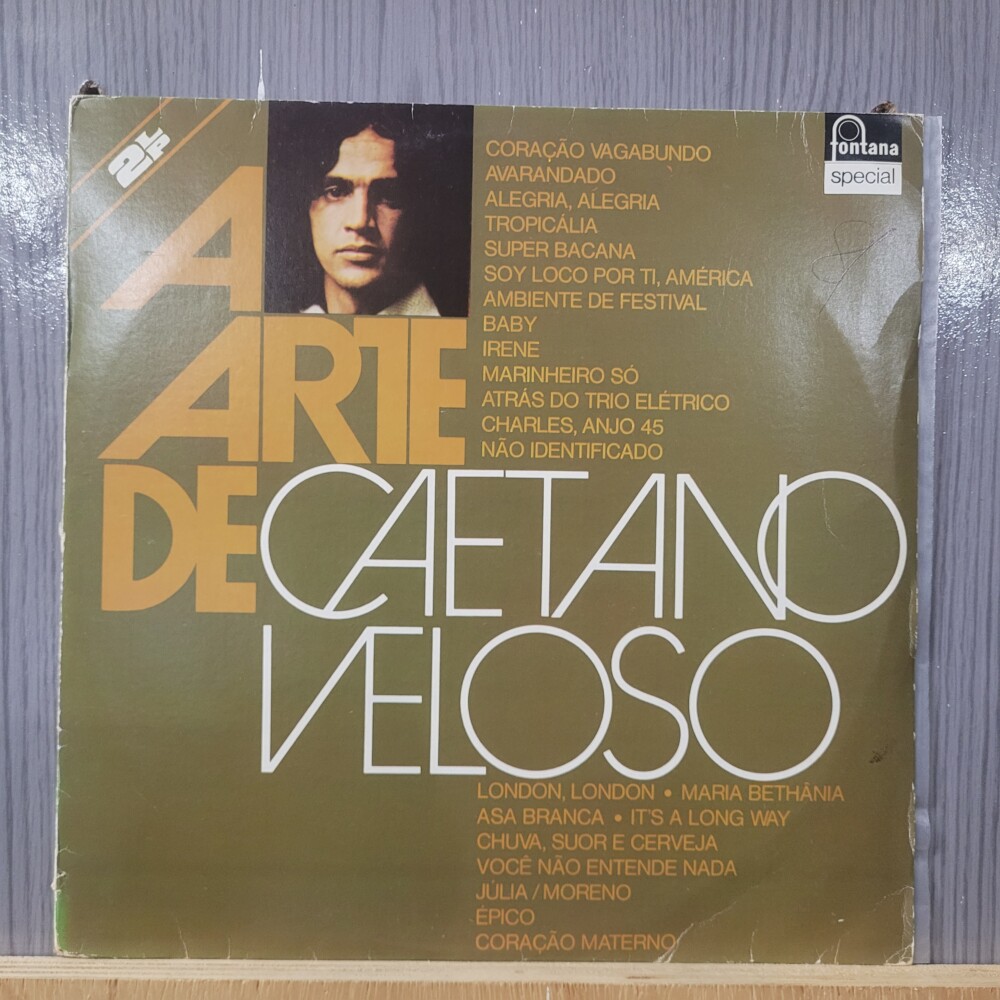 2LP
A
ARTE
DE CAETANO
VELOSO
CORAÇÃO VAGABUNDO
AVARANDADO
ALEGRIA, ALEGRIA
TROPICÁLIA
SUPER BACANA
SOY LOCO POR TI, AMÉRICA
AMBIENTE DE FESTIVAL
BABY
IRENE
MARINHEIRO SÓ
ATRÁS DO TRIO ELÉTRICO
CHARLES, ANJO 45
NÃO IDENTIFICADO
fontana
special
LONDON, LONDON • MARIA BETHÂNIA
ASA BRANCA • IT'S A LONG WAY
CHUVA, SUOR E CERVEJA
VOCÊ NÃO ENTENDE NADA
JÚLIA / MORENO
ÉPICO
CORAÇÃO MATERNO